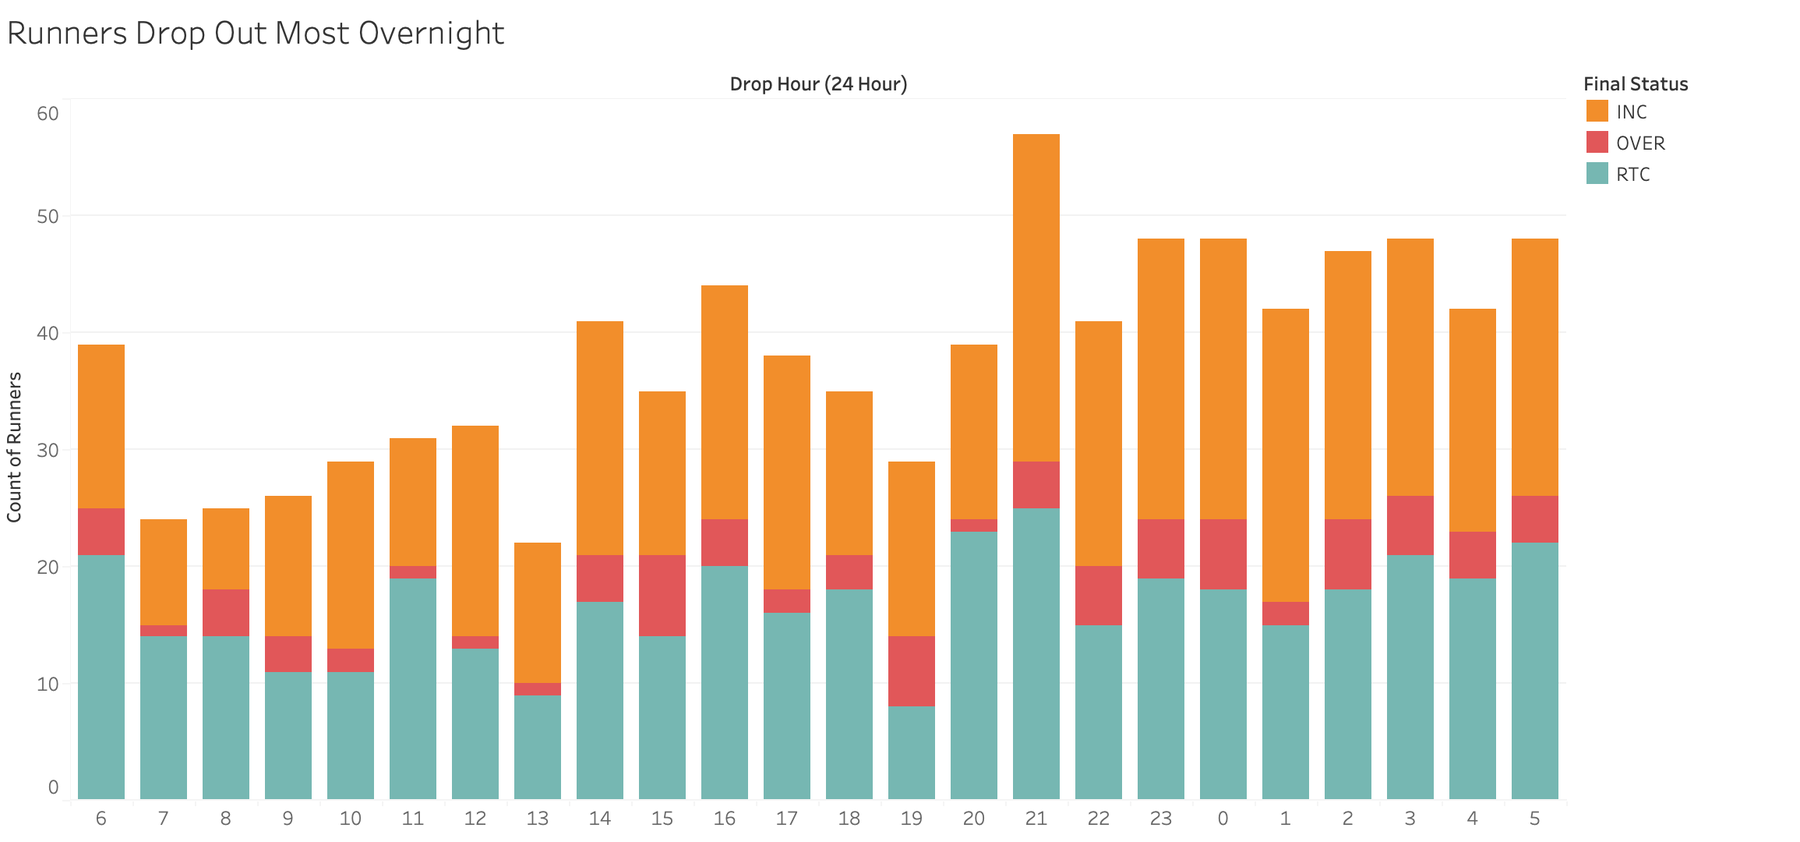 Runners Drop Out Most Overnight
Drop Hour (24 Hour)
Final Status
INC
OVER
RTC
Count of Runners
60
50
40
30
20
10
0
6 7 8 9 10 11 12 13 14 15 16 17 18 19 20 21 22 23 0 1 2 3 4 5